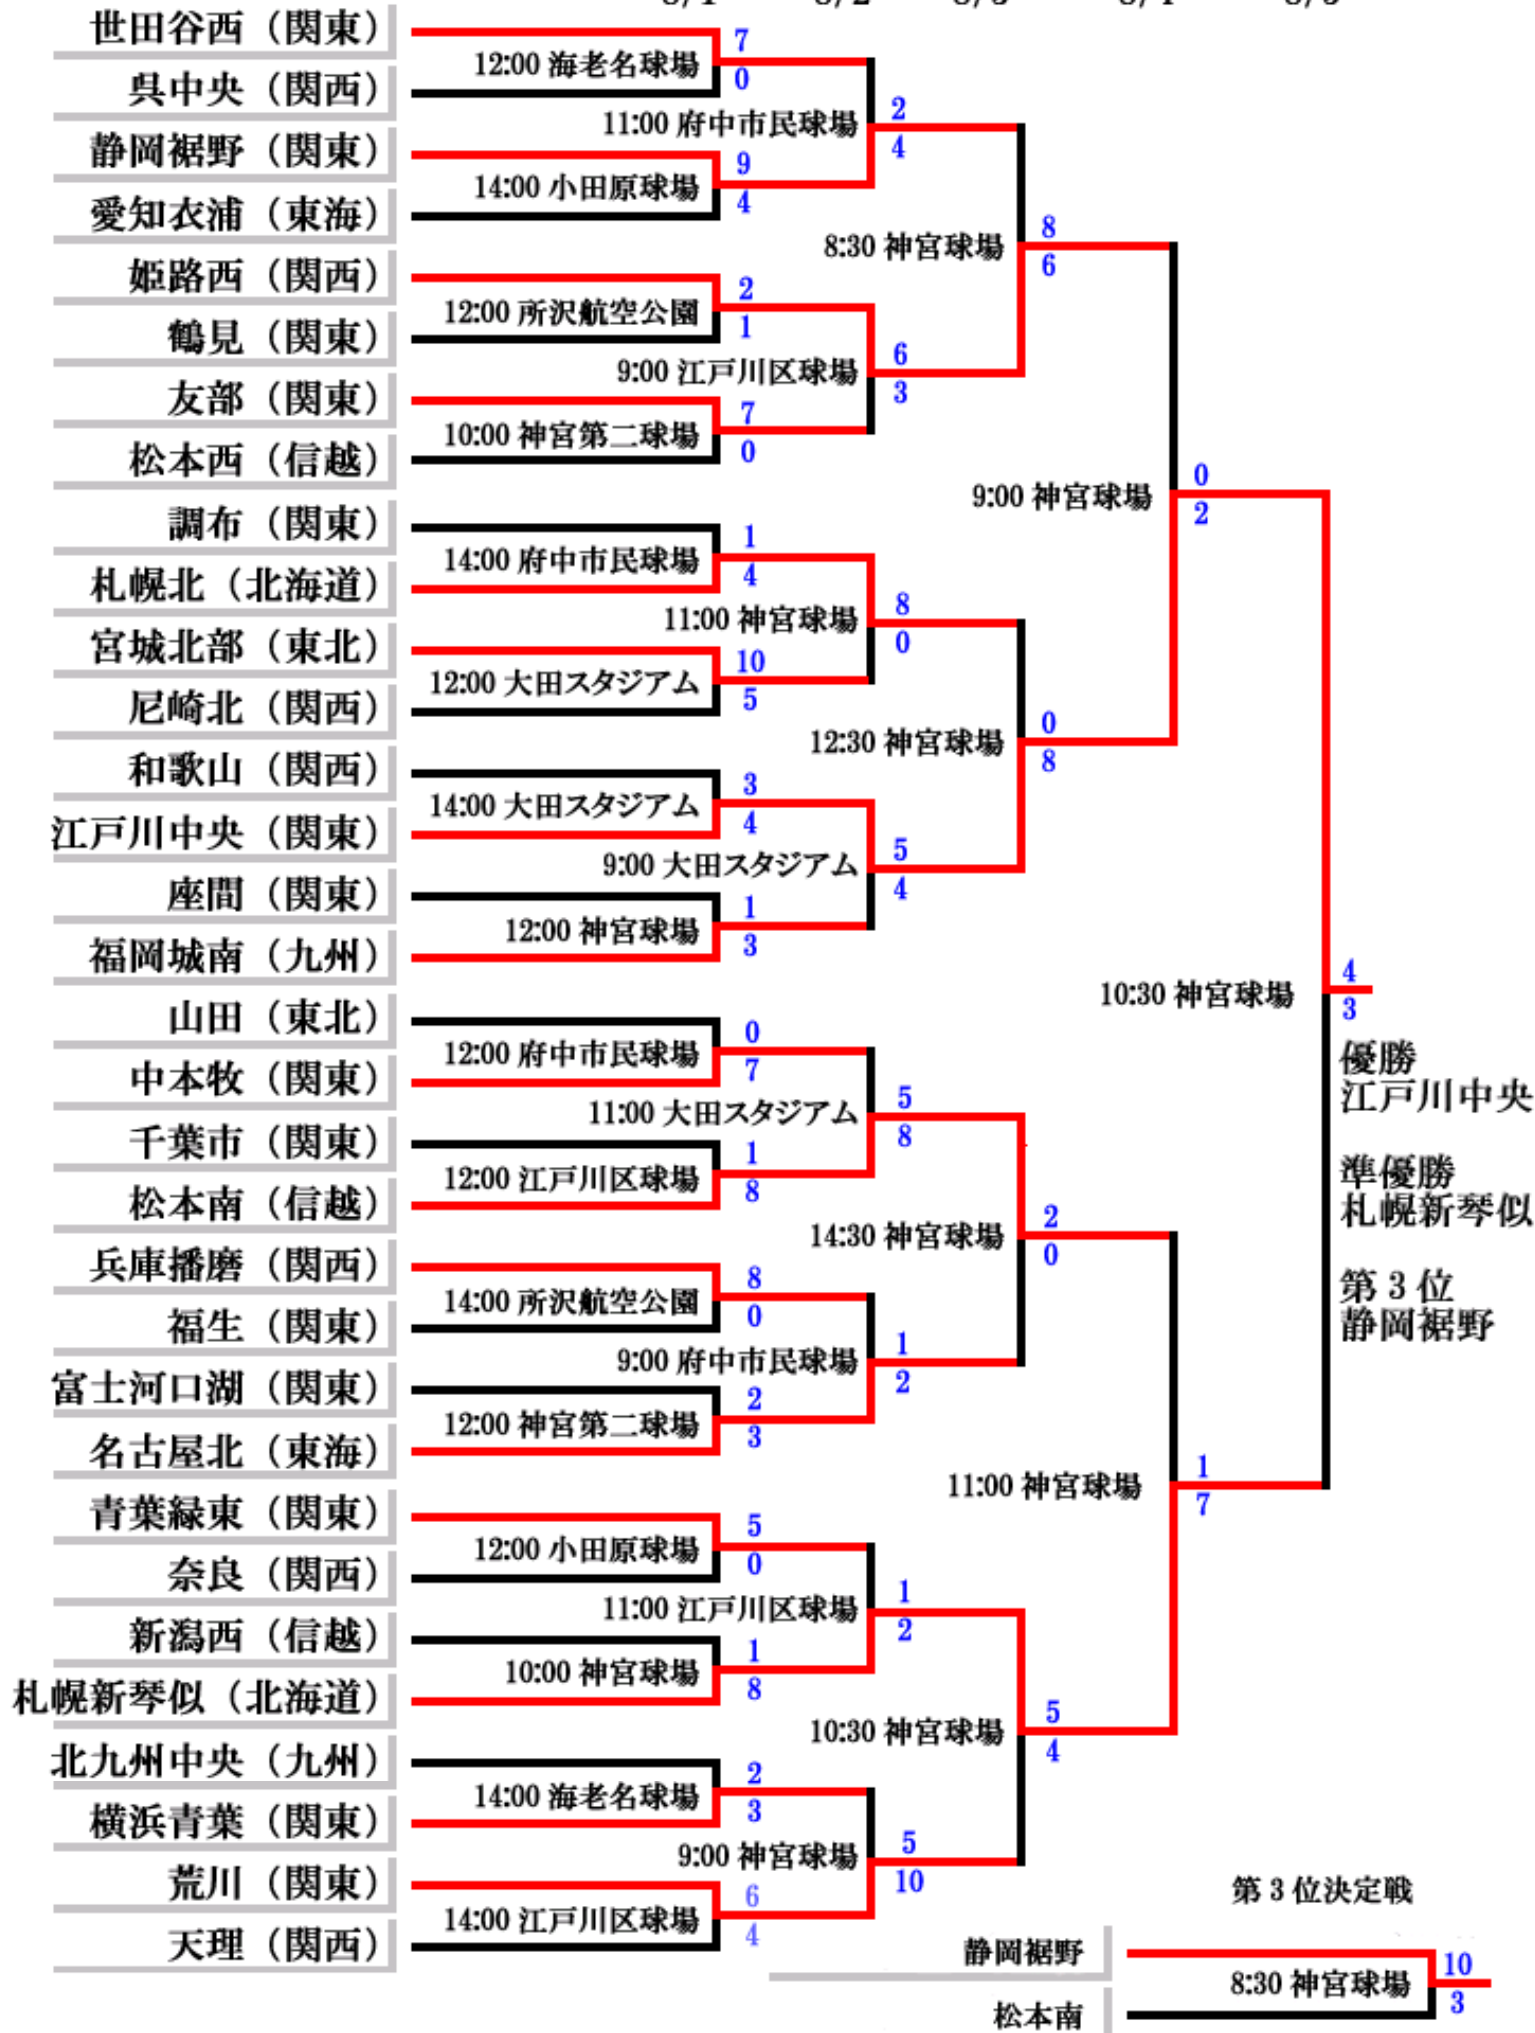 世田谷西（関東）
7
12:00 海老名球場
0
呉中央（関西）
2
11:00 府中市民球場
4
静岡裾野（関東）
9
14:00 小田原球場
4
愛知衣浦（東海）
8
8:30 神宮球場
6
姫路西（関西）
2
12:00 所沢航空公園
1
鶴見（関東）
6
9:00 江戸川区球場
3
友部（関東）
7
10:00 神宮第二球場
0
松本西（信越）
0
9:00 神宮球場
2
調布（関東）
1
14:00 府中市民球場
4
札幌北（北海道）
8
11:00 神宮球場
0
宮城北部（東北）
10
12:00 大田スタジアム
5
尼崎北（関西）
0
12:30 神宮球場
8
和歌山（関西）
3
14:00 大田スタジアム
4
江戸川中央（関東）
5
9:00 大田スタジアム
4
座間（関東）
1
12:00 神宮球場
3
福岡城南（九州）
4
10:30 神宮球場
3
山田（東北）
0
12:00 府中市民球場
7
中本牧（関東）
5
11:00 大田スタジアム
8
千葉市（関東）
1
12:00 江戸川区球場
8
松本南（信越）
2
14:30 神宮球場
0
兵庫播磨（関西）
8
14:00 所沢航空公園
0
福生（関東）
1
9:00 府中市民球場
2
富士河口湖（関東）
2
12:00 神宮第二球場
3
名古屋北（東海）
1
11:00 神宮球場
7
青葉緑東（関東）
5
12:00 小田原球場
0
奈良（関西）
1
11:00 江戸川区球場
2
新潟西（信越）
1
10:00 神宮球場
8
札幌新琴似（北海道）
5
10:30 神宮球場
4
北九州中央（九州）
2
14:00 海老名球場
3
横浜青葉（関東）
5
9:00 神宮球場
10
荒川（関東）
6
14:00 江戸川区球場
4
天理（関西）
優勝
江戸川中央
準優勝
札幌新琴似
第3位
静岡裾野
第3位決定戦
静岡裾野
10
8:30 神宮球場
3
松本南